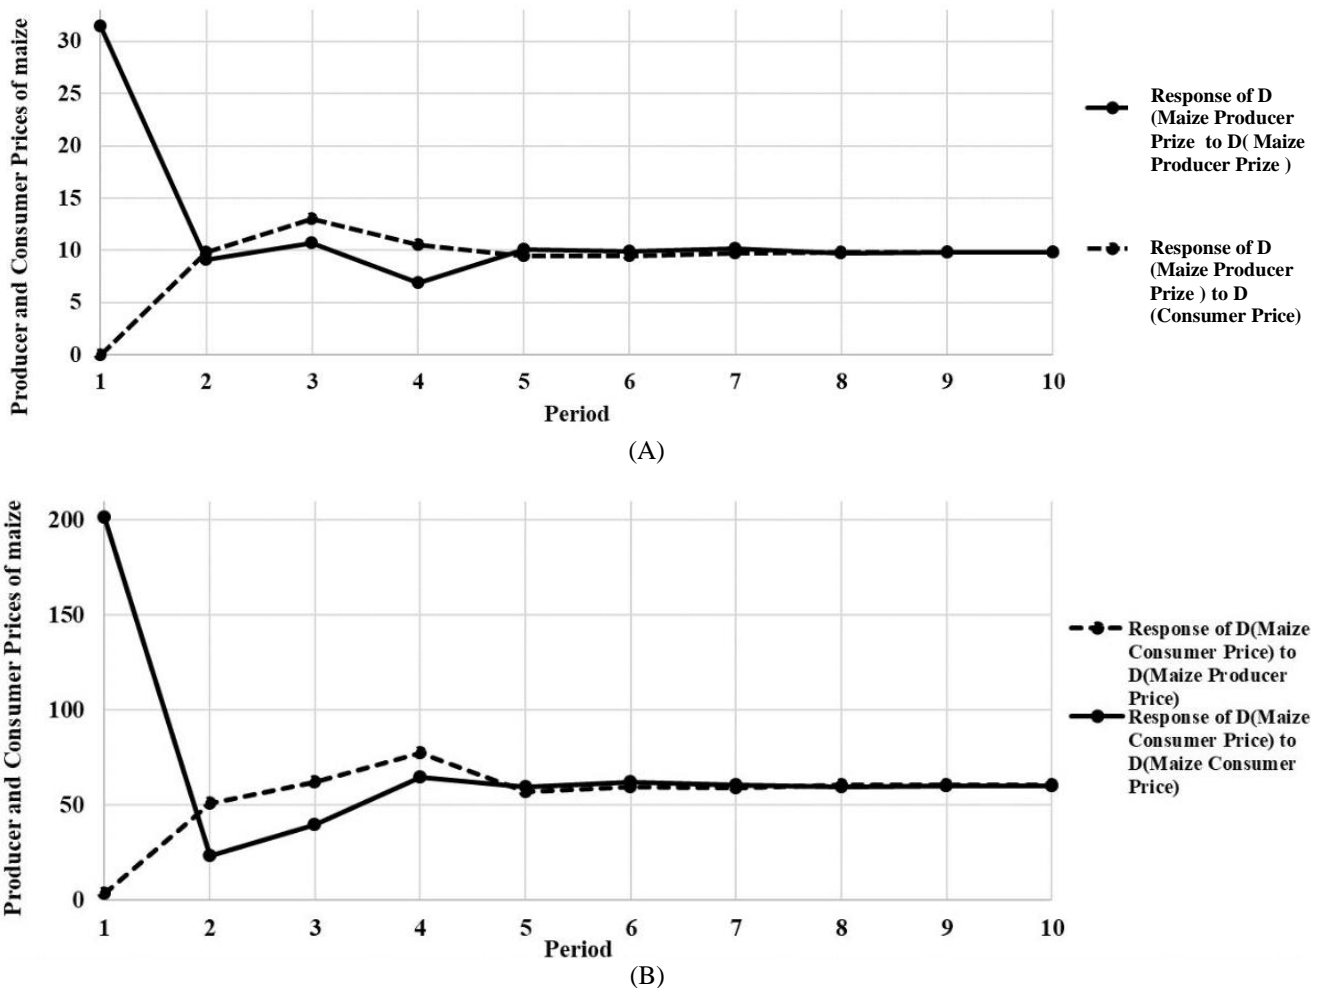 Producer and Consumer Prices of maize
30
25
20
15
10
5
0
1 2 3 4 5 6 7 8 9 10
Period
Response of D
(Maize Producer
Prize to D( Maize
Producer Prize )
Response of D
(Maize Producer
Prize ) to D
(Consumer Price)
(A)
Producer and Consumer Prices of maize
200
150
100
50
0
1 2 3 4 5 6 7 8 9 10
Period
Response of D(Maize
Consumer Price) to
D(Maize Producer
Price)
Response of D(Maize
Consumer Price) to
D(Maize Consumer
Price)
(B)